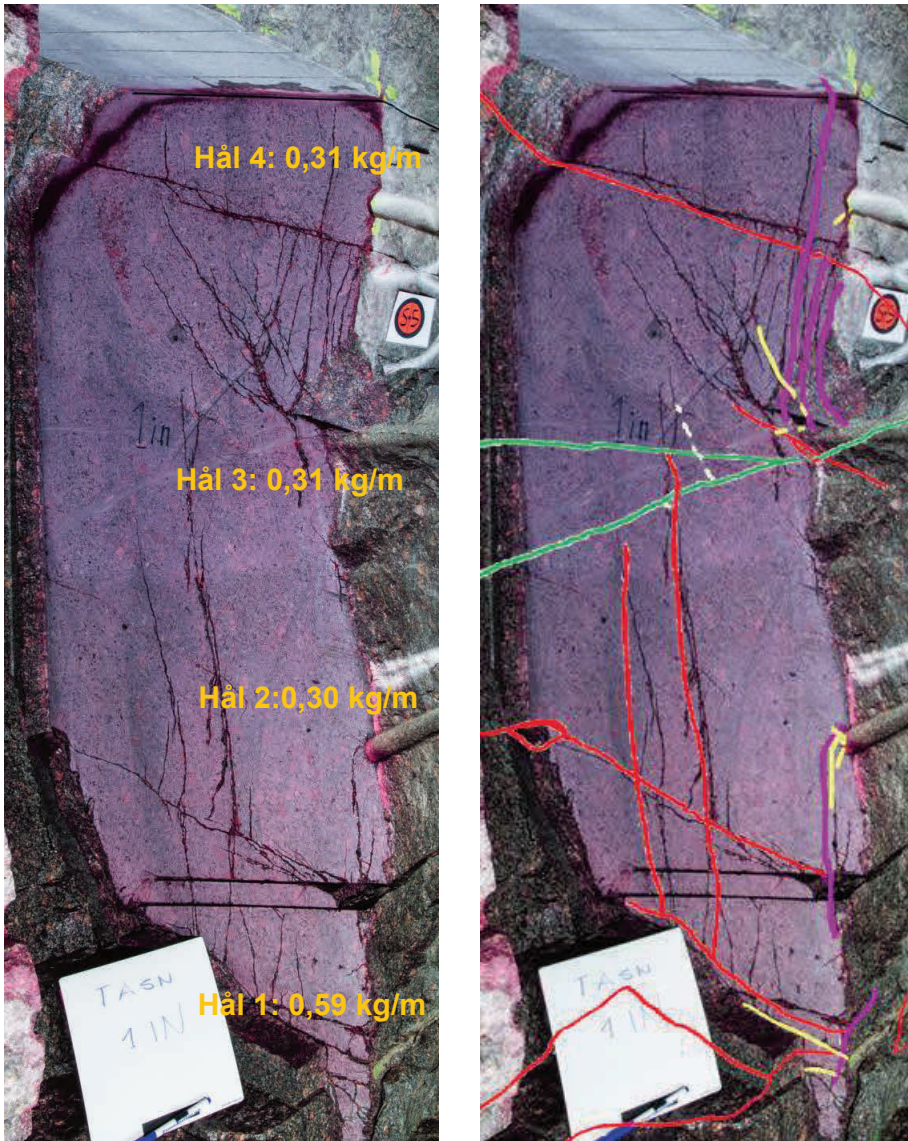 Hål 4: 0,31 kg/m
1in
Hål 3: 0,31 kg/m
Hål 2:0,30 kg/m
TASN
1 IN
Hål 1: 0,59 kg/m
1in
TASN
1 IN